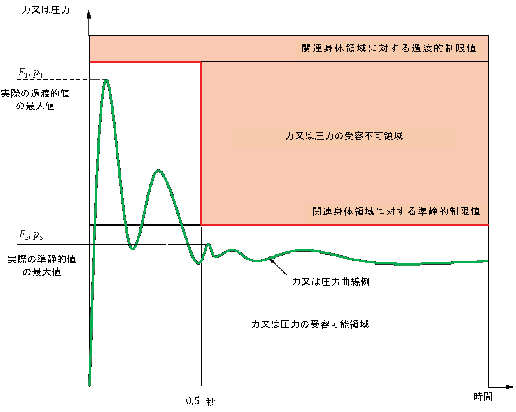 力又は圧力
関連身体領域に対する過渡的制限値
FT, pT
実際の過渡的値
の最大値
力又は圧力の受容不可領域
関連身体領域に対する準静的制限値
FS, pS
実際の準静的値
の最大値
力又は圧力曲線例
力又は圧力の受容可能領域
0.5 秒
時間